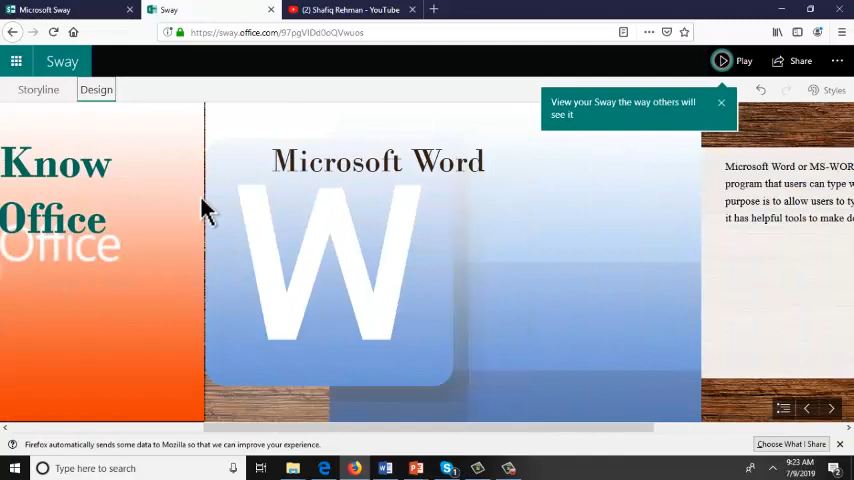 Microsoft Sway
Sway
(2) Shafiq Rehman - YouTube
https://sway.office.com/97pgVIDd0oQVwuos
Sway
Play
Share
Storyline
Design
Styles
View your Sway the way others will
see it
Know
Office
Office
Microsoft Word
W
Microsoft Word or MS-WOR
program that users can type w
purpose is to allow users to ty
it has helpful tools to make do
Firefox automatically sends some data to Mozilla so that we can improve your experience.
Choose What I Share
Type here to search
9:23 AM
7/9/2019